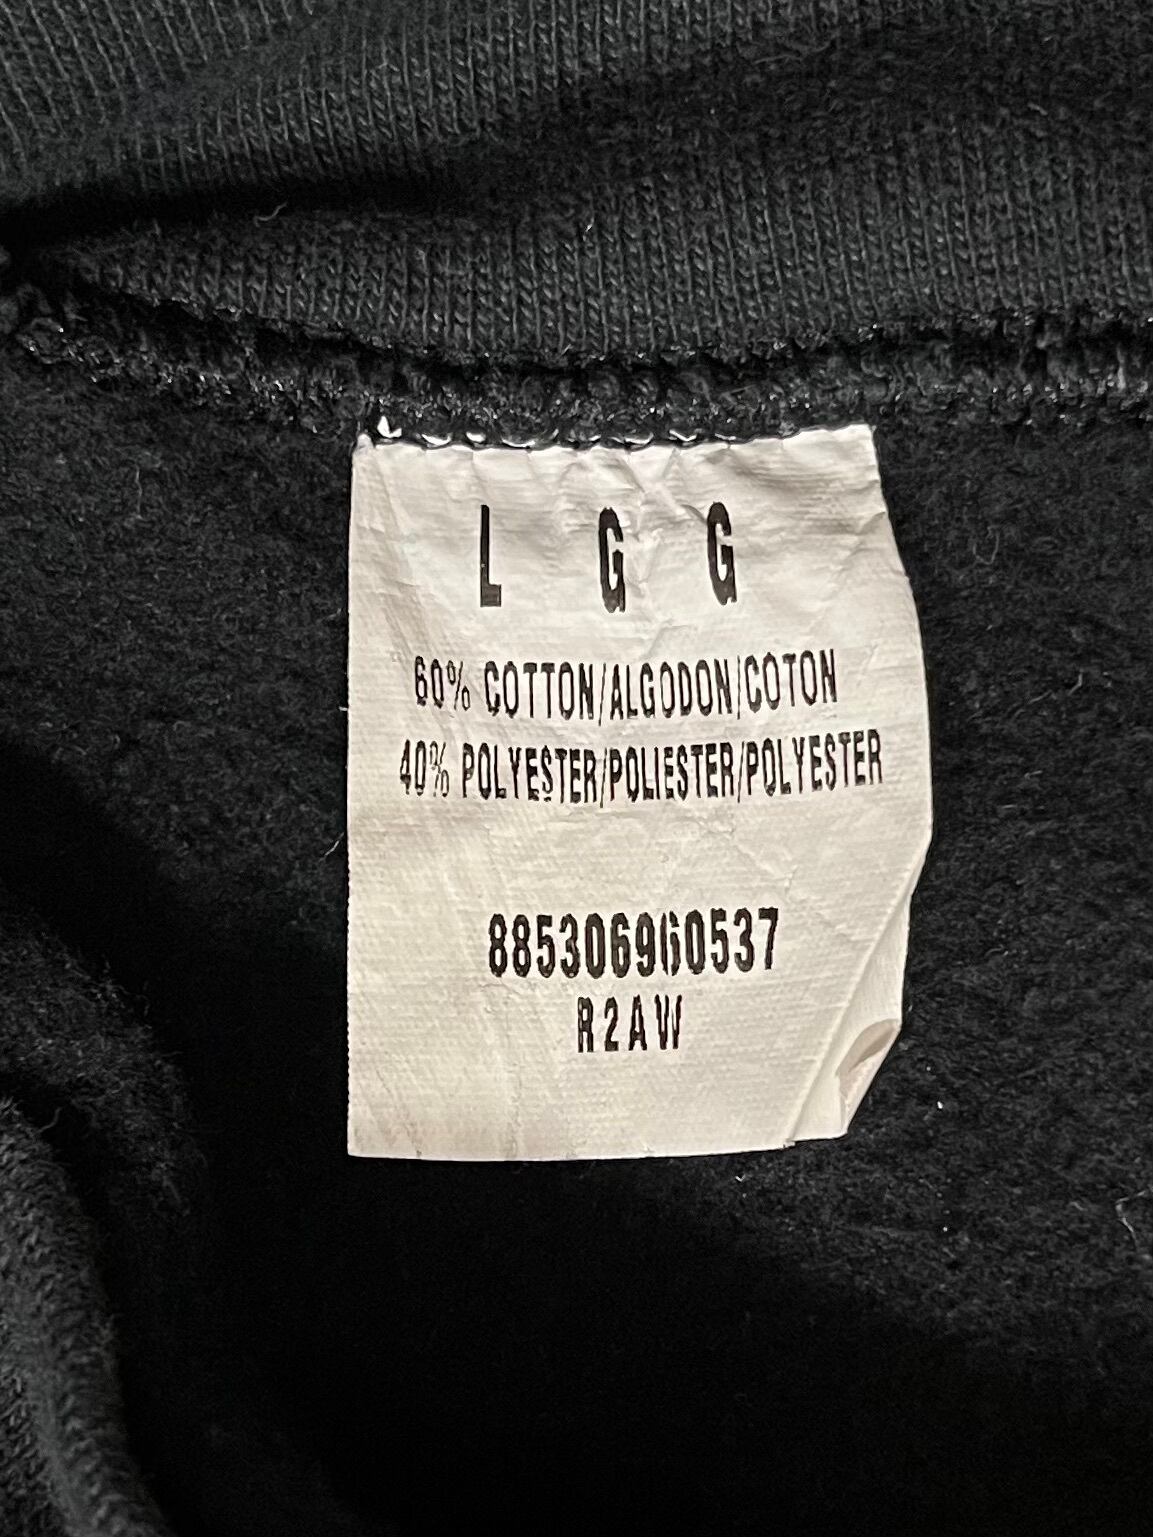 L G G
60% COTTON/ALGODON/COTON
40% POLYESTER/POLIESTER/POLYESTER
885306960537
R2AW